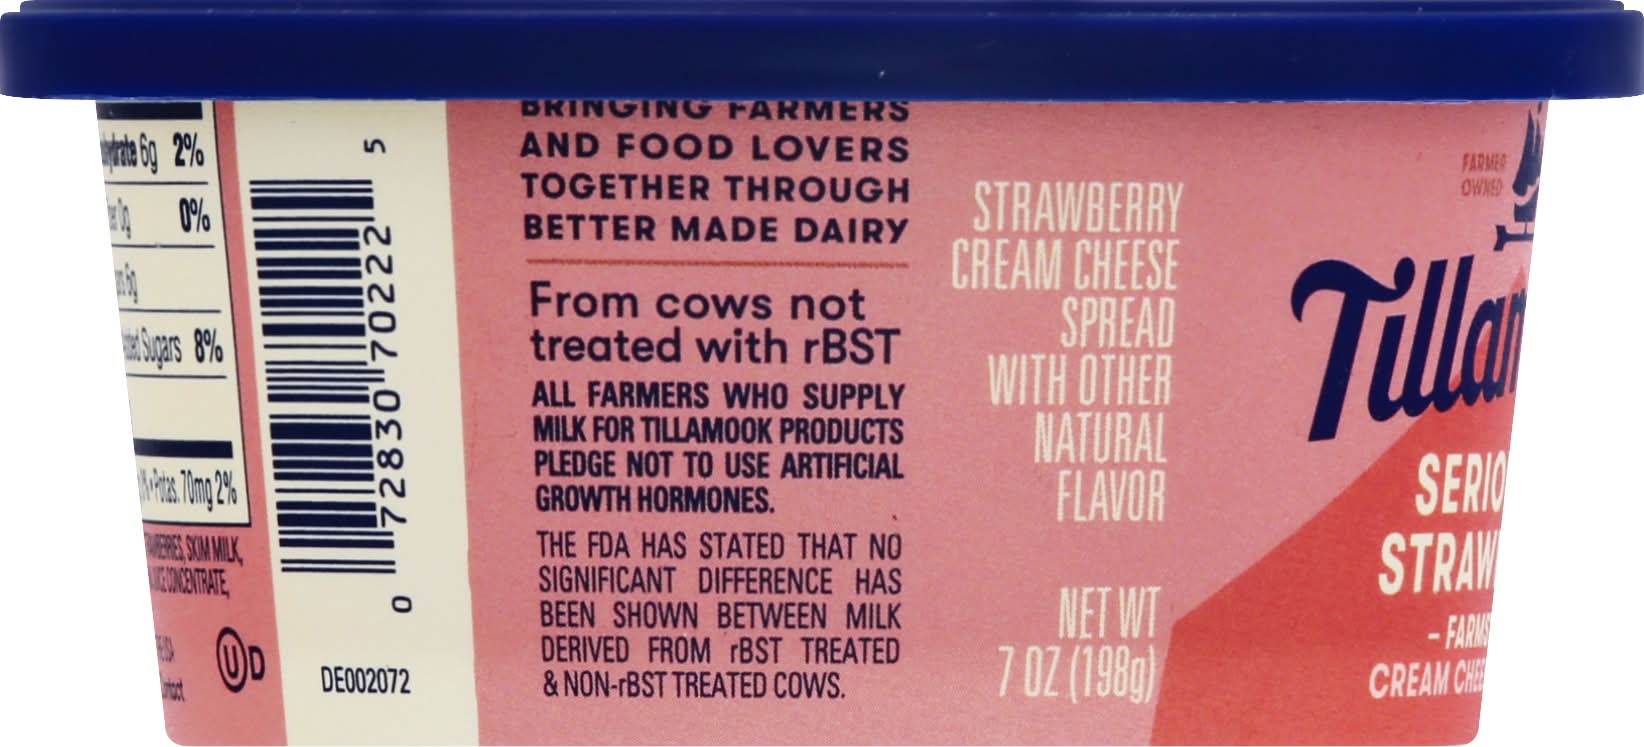 6g 2%
0g 0%
6g
Sugars 8%
Potas. 70mg 2%
SKIM MILK,
CONCENTRATE,
U D
5
72830 70222
0
DE002072
BRINGING FARMERS
AND FOOD LOVERS
TOGETHER THROUGH
BETTER MADE DAIRY
From cows not
treated with rBST
ALL FARMERS WHO SUPPLY
MILK FOR TILLAMOOK PRODUCTS
PLEDGE NOT TO USE ARTIFICIAL
GROWTH HORMONES.
THE FDA HAS STATED THAT NO
SIGNIFICANT DIFFERENCE HAS
BEEN SHOWN BETWEEN MILK
DERIVED FROM rBST TREATED
& NON-rBST TREATED COWS.
STRAWBERRY
CREAM CHEESE
SPREAD
WITH OTHER
NATURAL
FLAVOR
NET WT
7 OZ (198g)
FARMER
OWNED
Tillam
SERIO
STRAW
- FARMS
CREAM CHEE